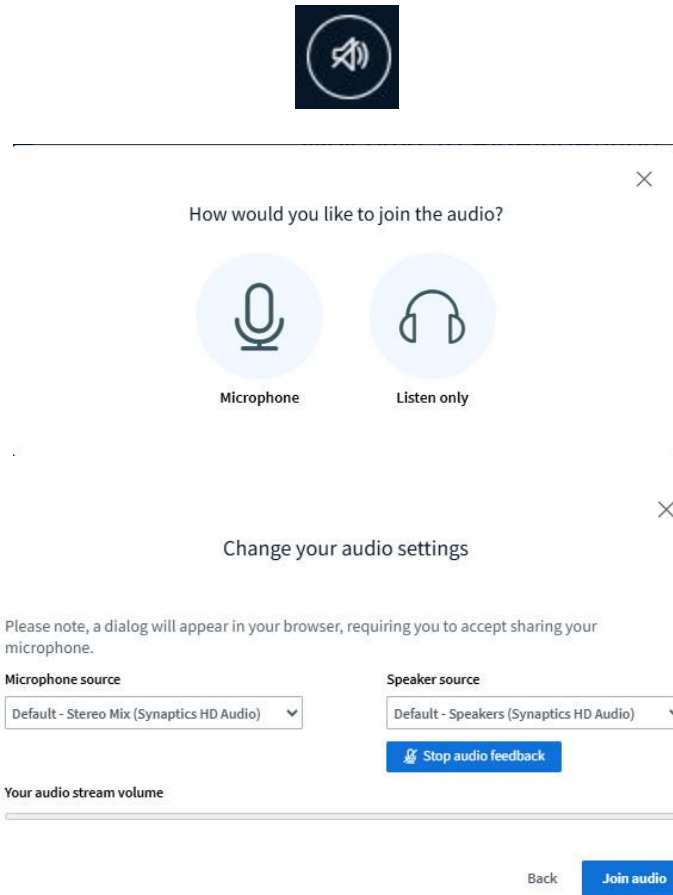 How would you like to join the audio?
Microphone
Listen only
Change your audio settings
Please note, a dialog will appear in your browser, requiring you to accept sharing your
microphone.
Microphone source
Speaker source
Default - Stereo Mix (Synaptics HD Audio)
Default - Speakers (Synaptics HD Audio)
Stop audio feedback
Your audio stream volume
Back
Join audio